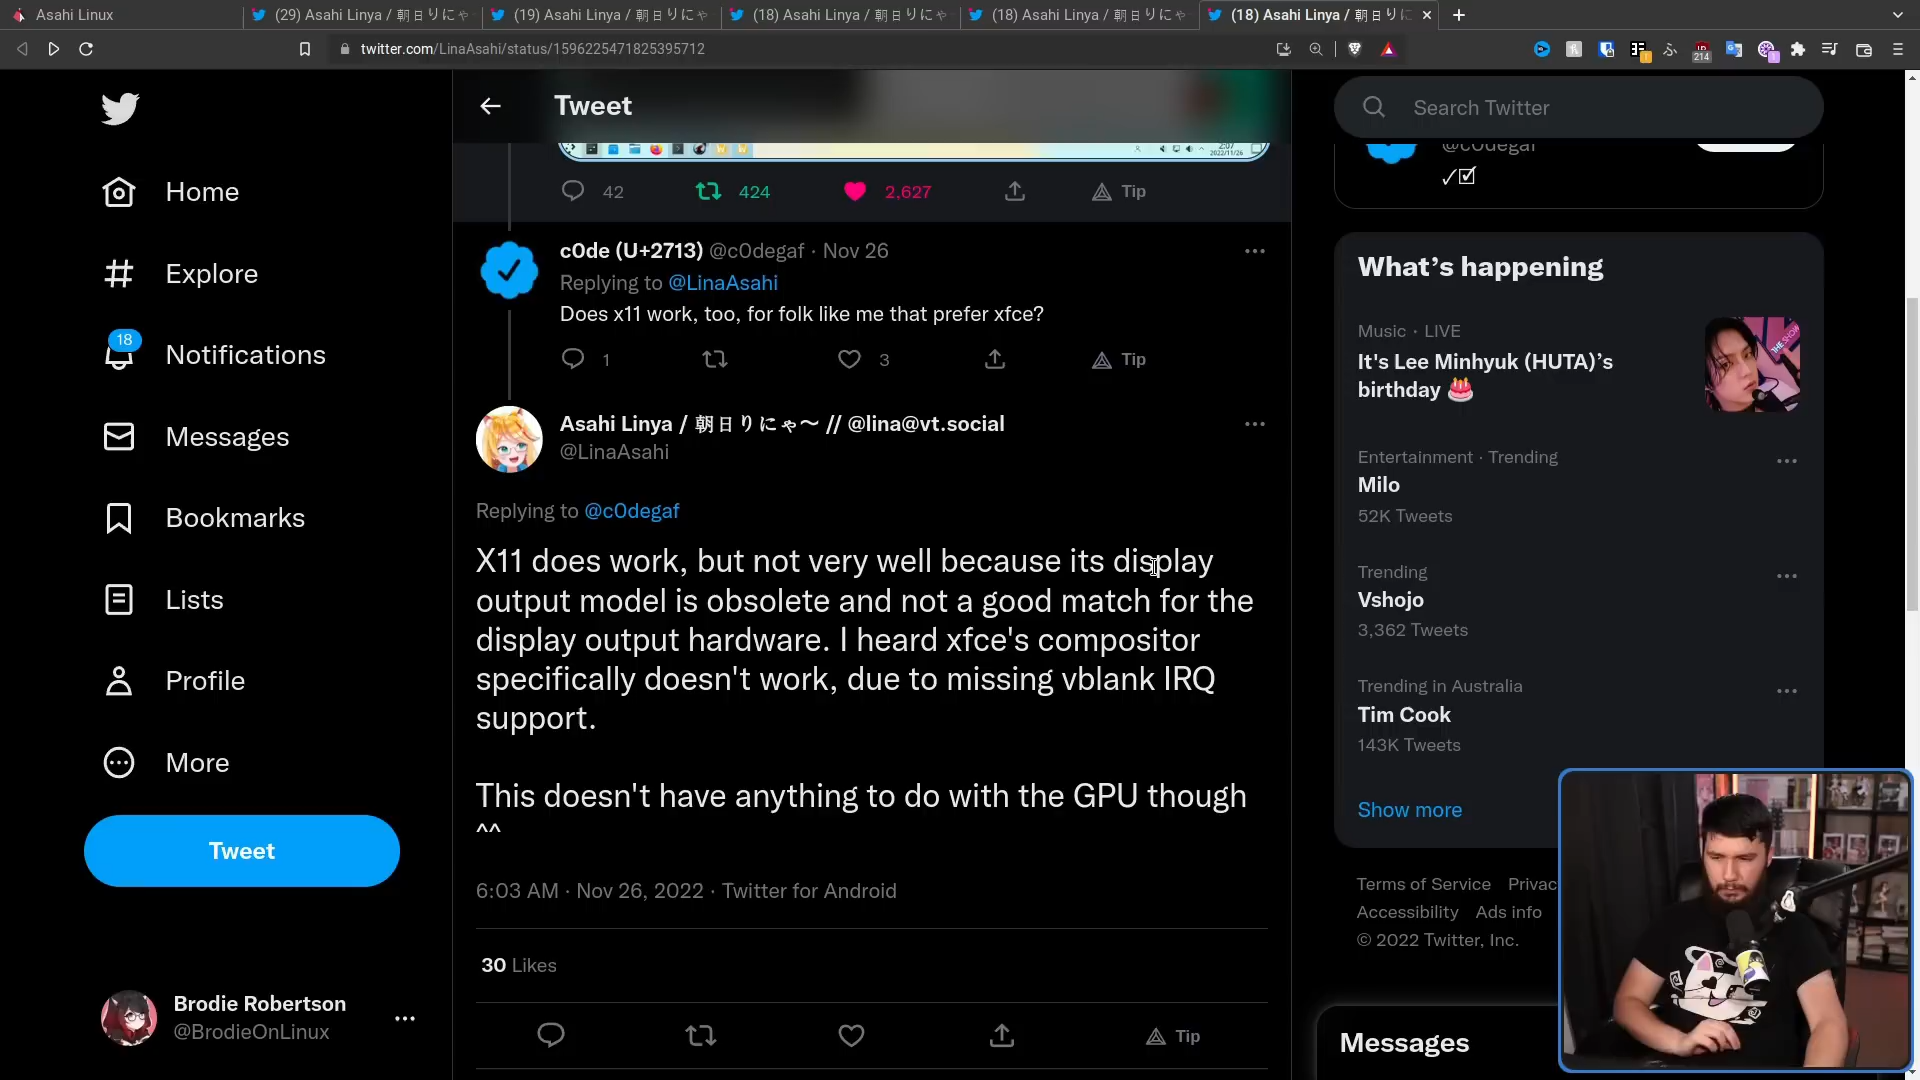 Asahi Linux
(29) Asahi Linya / 朝日りにゃ
(19) Asahi Linya / 朝日りにゃ
(18) Asahi Linya / 朝日りにゃ
(18) Asahi Linya / 朝日りにゃ
(18) Asahi Linya / 朝日りに
twitter.com/LinaAsahi/status/1596225471825395712
214
Tweet
Search Twitter
2:07
2022/11/26
@c0degaf
✓☑
42
424
2,627
Tip
Home
Explore
18
Notifications
Messages
Bookmarks
Lists
Profile
More
Tweet
Brodie Robertson
@BrodieOnLinux
c0de (U+2713) @c0degaf · Nov 26
Replying to @LinaAsahi
Does x11 work, too, for folk like me that prefer xfce?
1
3
Tip
Asahi Linya / 朝日りにゃ〜 // @lina@vt.social
@LinaAsahi
Replying to @c0degaf
X11 does work, but not very well because its display
output model is obsolete and not a good match for the
display output hardware. I heard xfce's compositor
specifically doesn't work, due to missing vblank IRQ
support.
This doesn't have anything to do with the GPU though
^^
6:03 AM · Nov 26, 2022 · Twitter for Android
30 Likes
Tip
What's happening
Music · LIVE
It's Lee Minhyuk (HUTA)'s
birthday 🎂
THE SHOW
Entertainment · Trending
Milo
52K Tweets
Trending
Vshojo
3,362 Tweets
Trending in Australia
Tim Cook
143K Tweets
Show more
Terms of Service Privac
Accessibility Ads info
© 2022 Twitter, Inc.
Messages